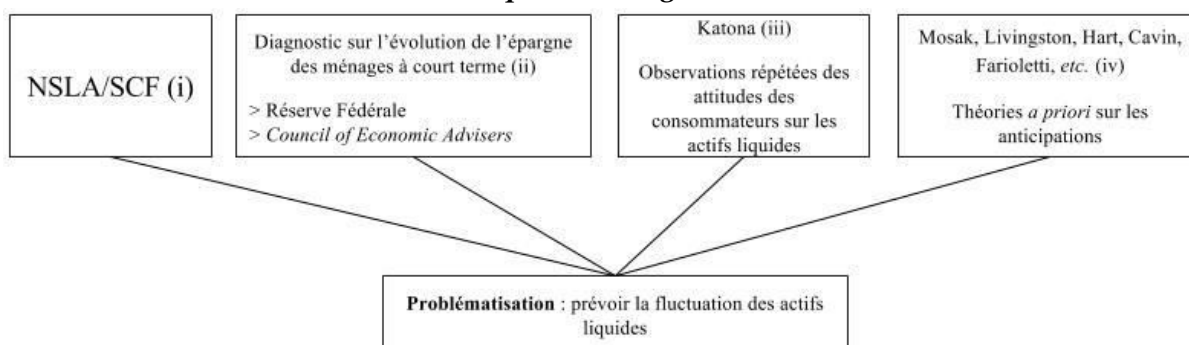 NSLA/SCF (i)
Diagnostic sur l’évolution de l’épargne
des ménages à court terme (ii)
> Réserve Fédérale
> Council of Economic Advisers
Katona (iii)
Observations répétées des
attitudes des
consommateurs sur les
actifs liquides
Mosak, Livingston, Hart, Cavin,
Farioletti, etc. (iv)
Théories a priori sur les
anticipations
Problématisation : prévoir la fluctuation des actifs
liquides